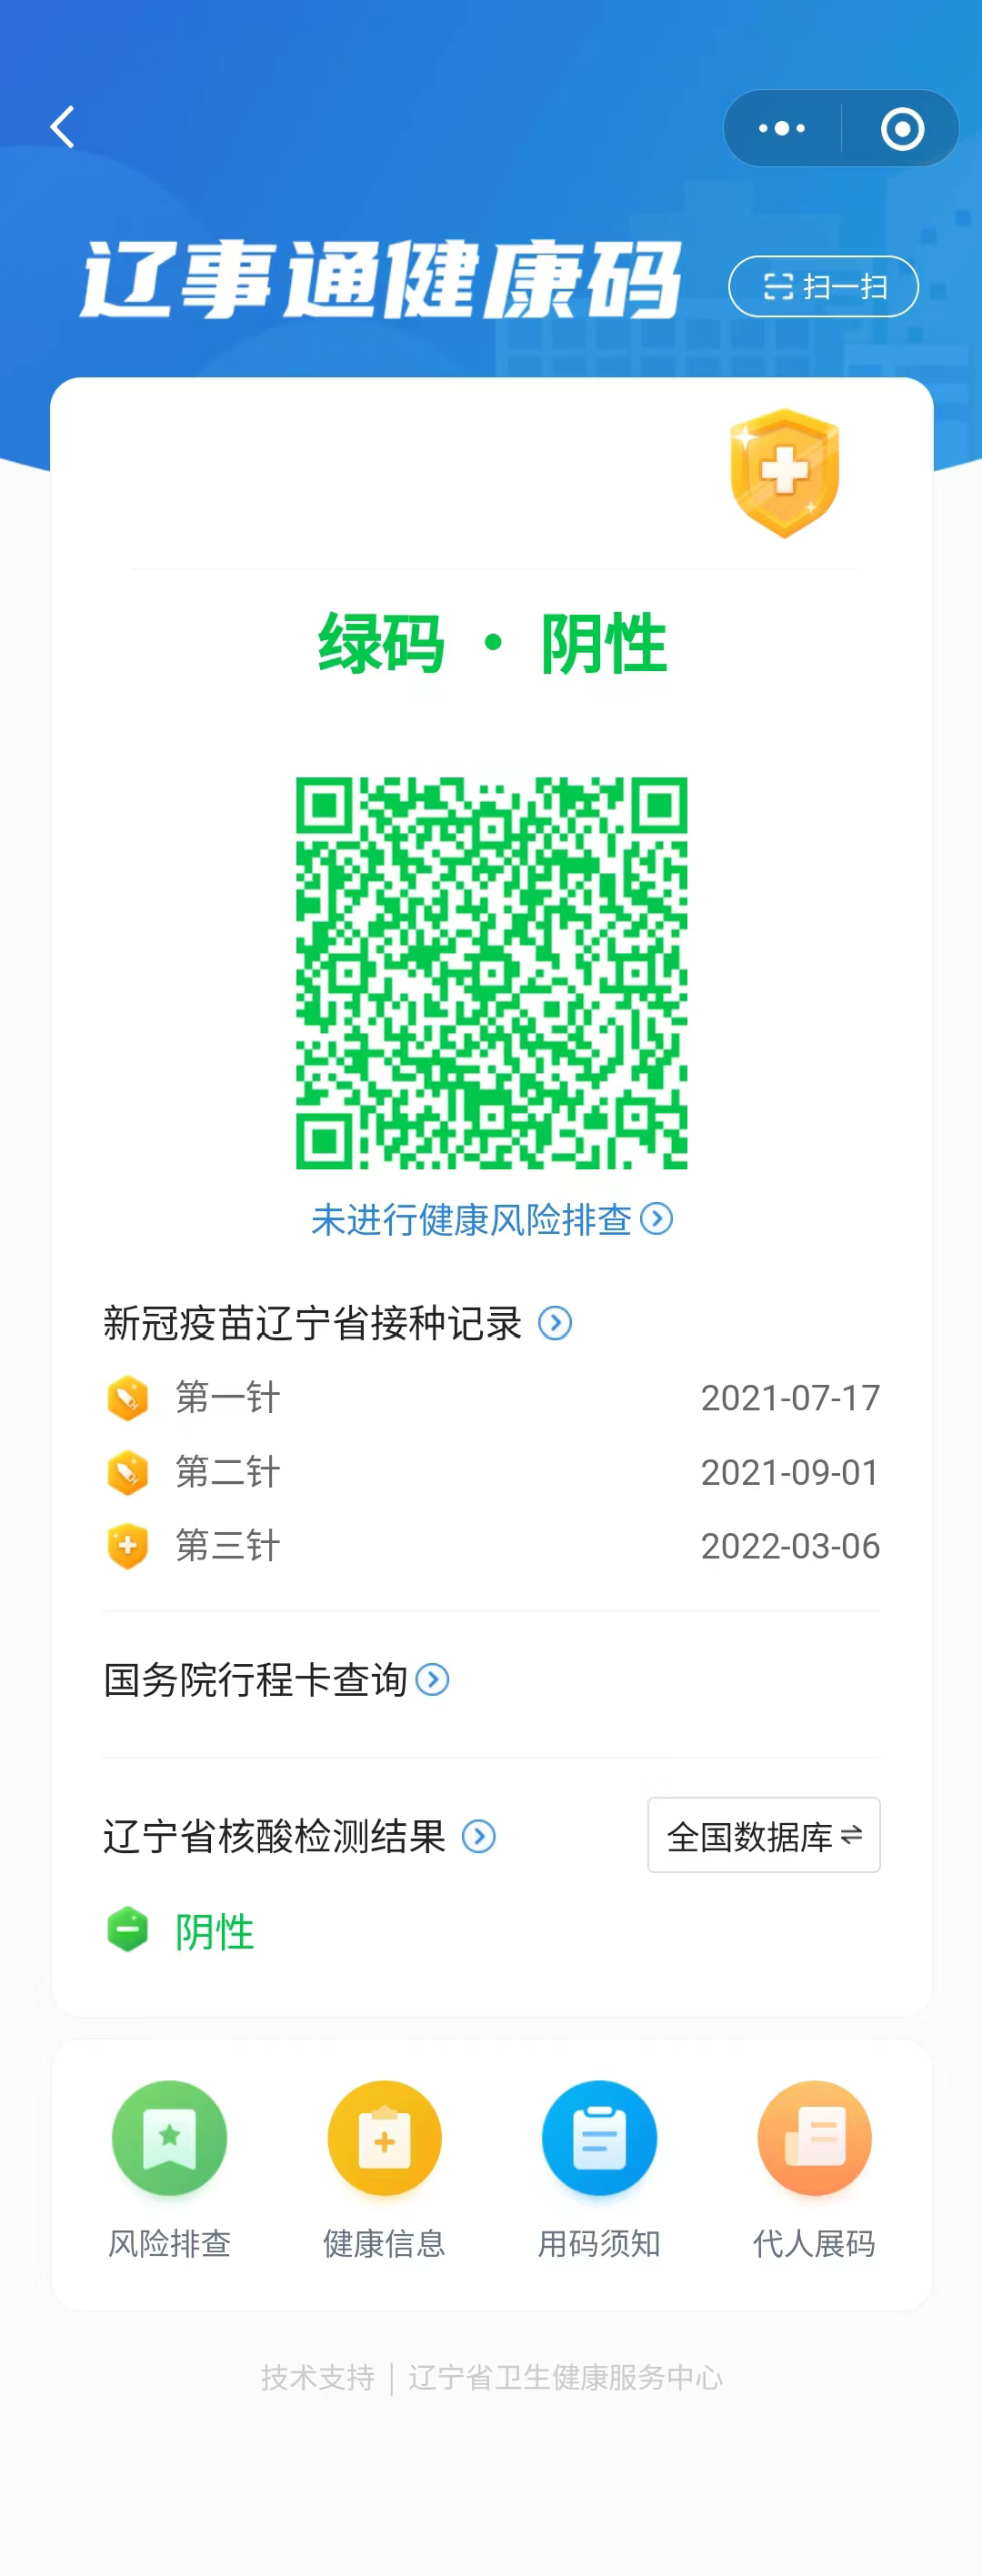 辽事通健康码
扫一扫
绿码 · 阴性
未进行健康风险排查
新冠疫苗辽宁省接种记录
第一针 2021-07-17
第二针 2021-09-01
第三针 2022-03-06
国务院行程卡查询
辽宁省核酸检测结果 全国数据库
阴性
风险排查 健康信息 用码须知 代人展码
技术支持 | 辽宁省卫生健康服务中心